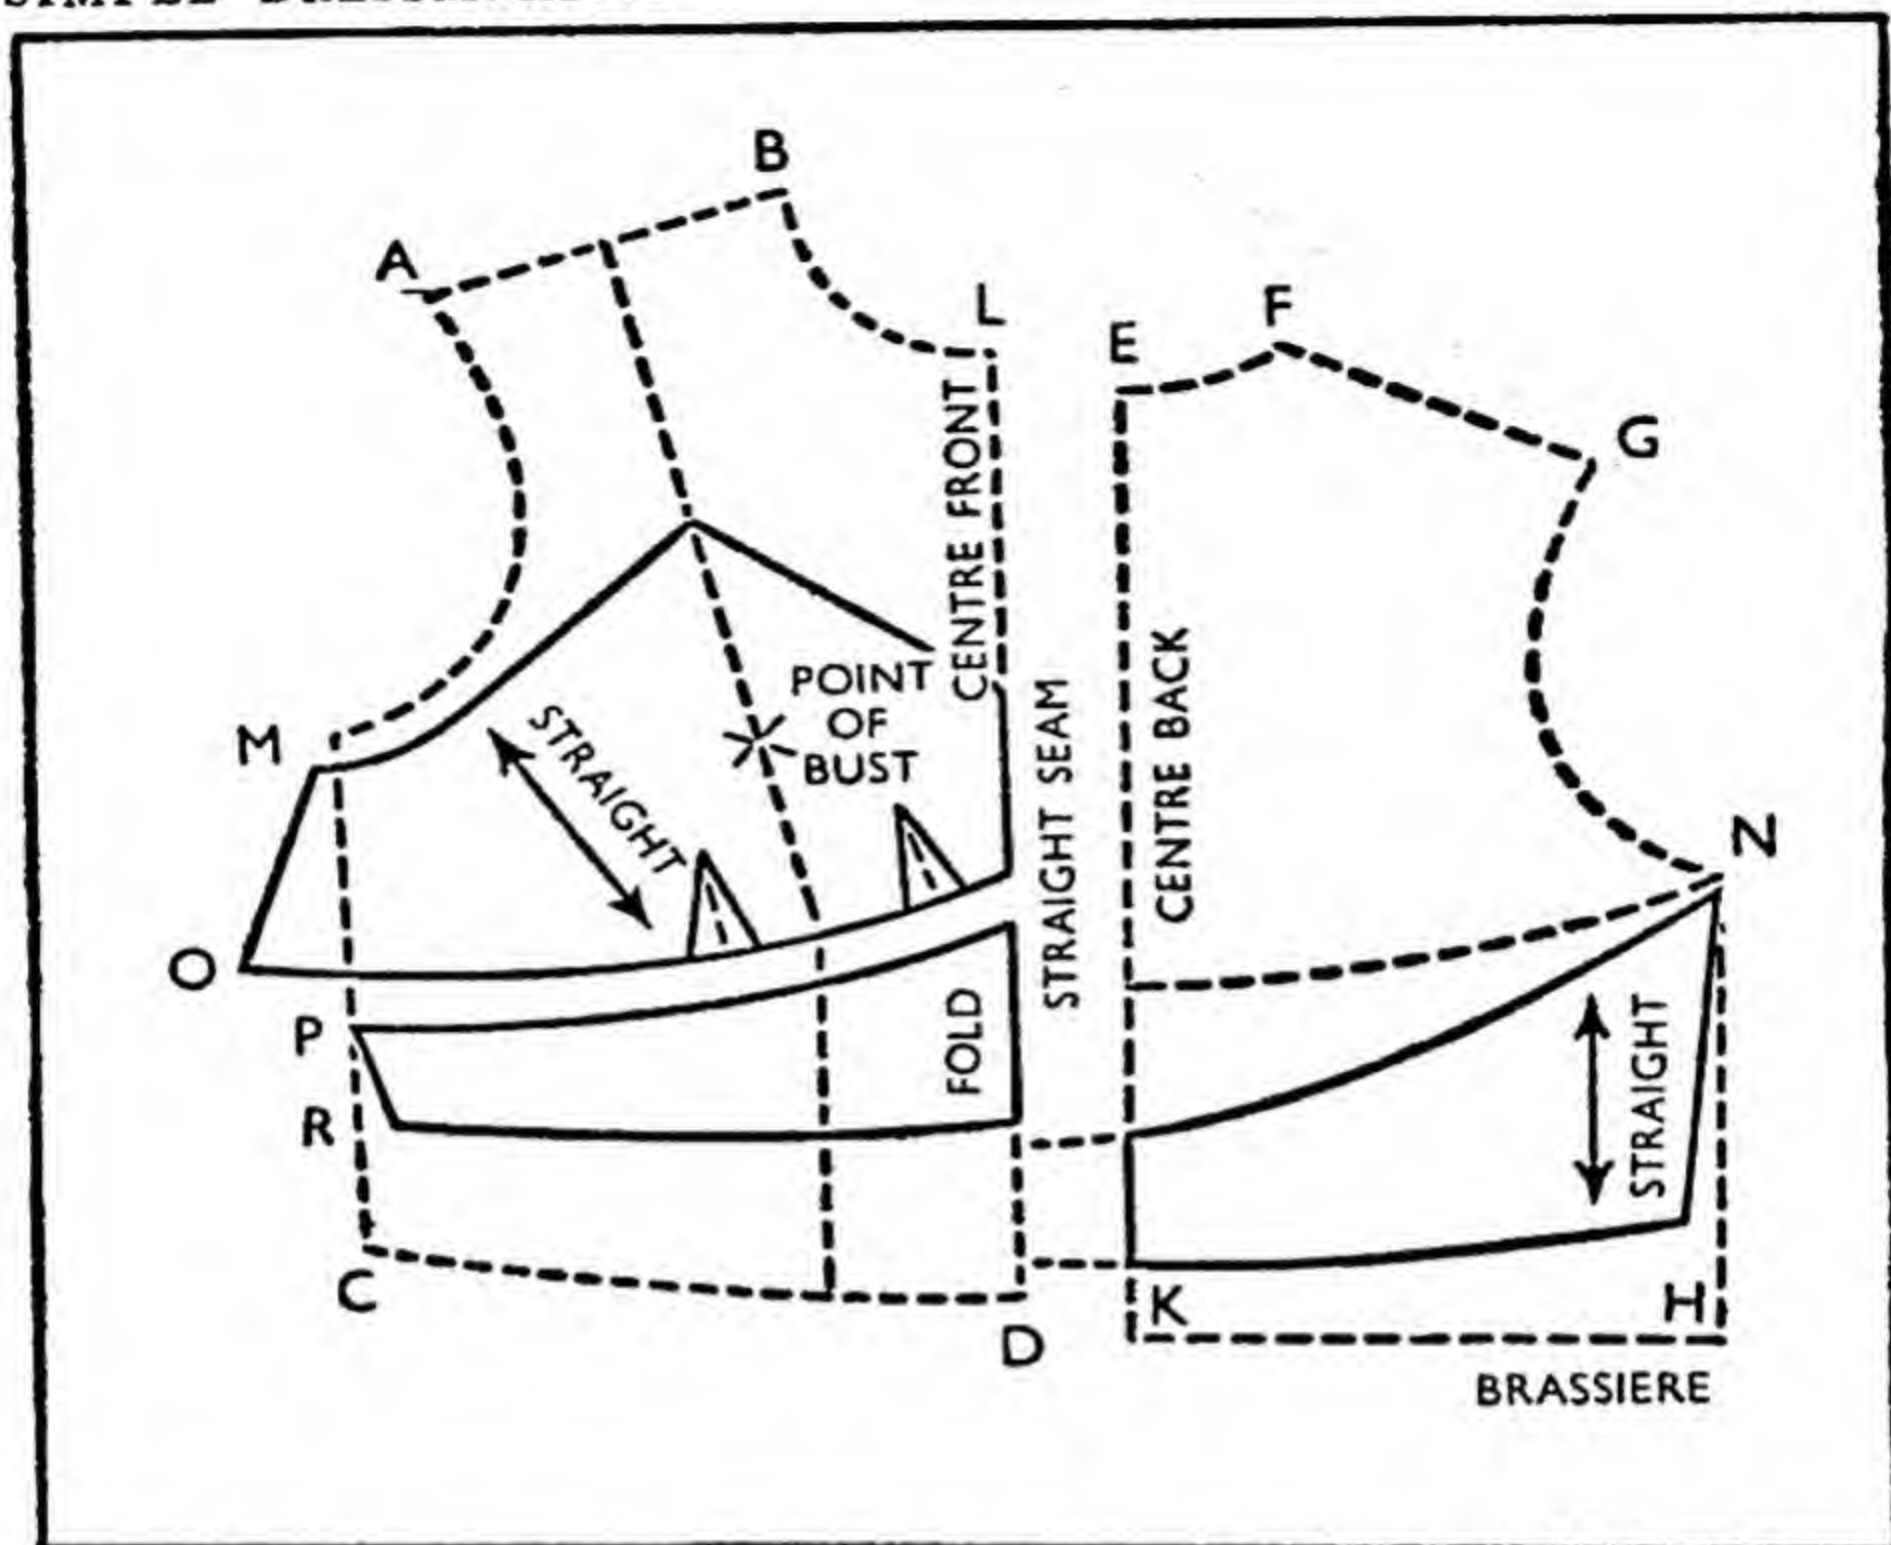 B
A
L
F
E
G
CENTRE FRONT
POINT
OF
BUST
M
STRAIGHT
STRAIGHT SEAM
CENTRE BACK
N
O
P
FOLD
STRAIGHT
R
C
K
H
D
BRASSIERE